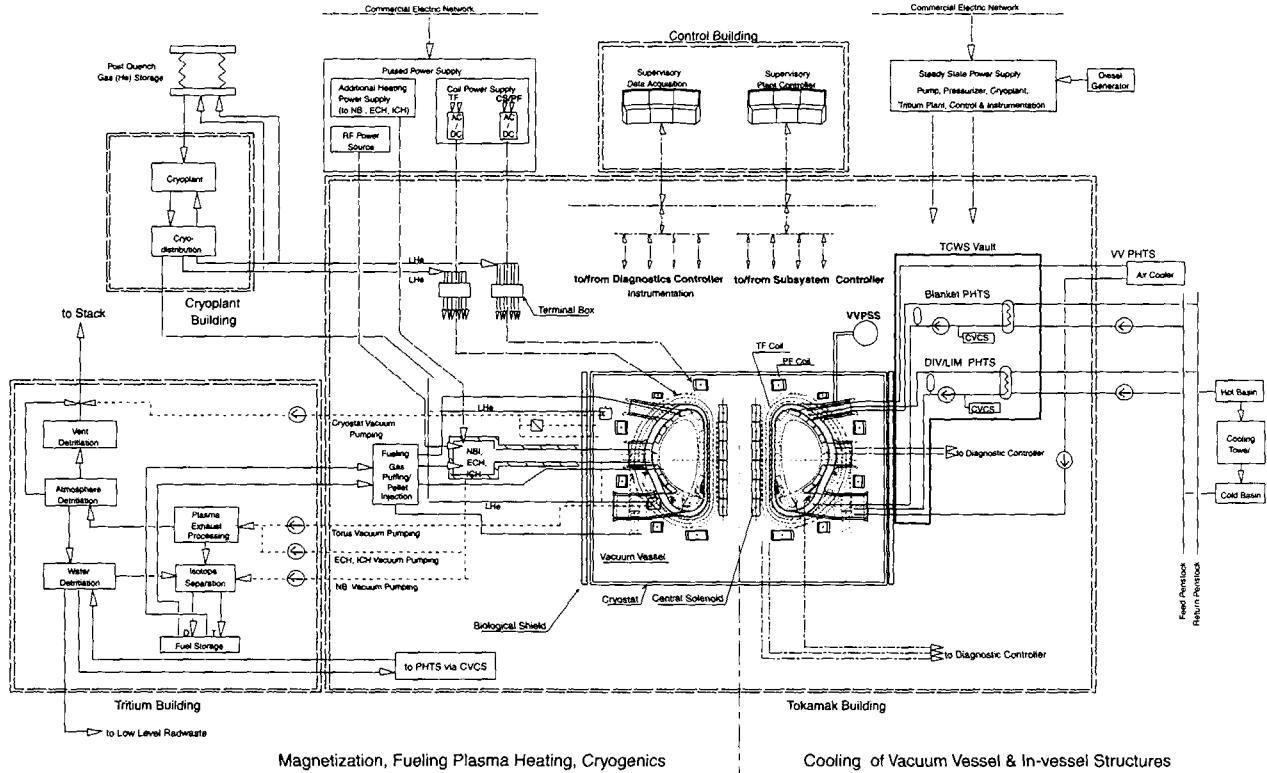 Commercial Electric Network
Commercial Electric Network
Control Building
Post Quench
Gas (He) Storage
Pulsed Power Supply
Additional Heating
Power Supply
(to NB , ECH, ICH)
Coil Power Supply
TF
CS/PF
AC
/
DC
AC
/
DC
RF Power
Source
Supervisory
Data Acquition
Supervisory
Plant Controller
Steady State Power Supply
Pump, Pressurizer, Cryoplant,
Tritium Plant, Control & Instrumentation
Diesel
Generator
Cryoplant
Cryo-
distribution
Cryoplant
Building
LHe
LHe
Terminal Box
to/from Diagnostics Controller
Instrumentation
to/from Subsystem Controller
TCWS Vault
VV PHTS
Air Cooler
Blanket PHTS
CVCS
DIV/LIM PHTS
CVCS
VVPSS
TF Coil
PF Coil
Hot Basin
Cooling
Tower
Cold Basin
Feed Penstock
Return Penstock
to Stack
Vent
Detritiation
Atmosphere
Detritiation
Plasma
Exhaust
Processing
Water
Detritiation
Isotope
Separation
D
T
Fuel Storage
Cryostat Vacuum
Pumping
LHe
Fueling
Gas
Puffing/
Pellet
Injection
NBI,
ECH,
ICH
LHe
Torus Vacuum Pumping
ECH, ICH Vacuum Pumping
NB Vacuum Pumping
to Diagnostic Controller
Vacuum Vessel
Cryostat
Central Solenoid
Biological Shield
to PHTS via CVCS
to Diagnostic Controller
Tritium Building
Tokamak Building
to Low Level Radwaste
Magnetization, Fueling Plasma Heating, Cryogenics
Cooling of Vacuum Vessel & In-vessel Structures